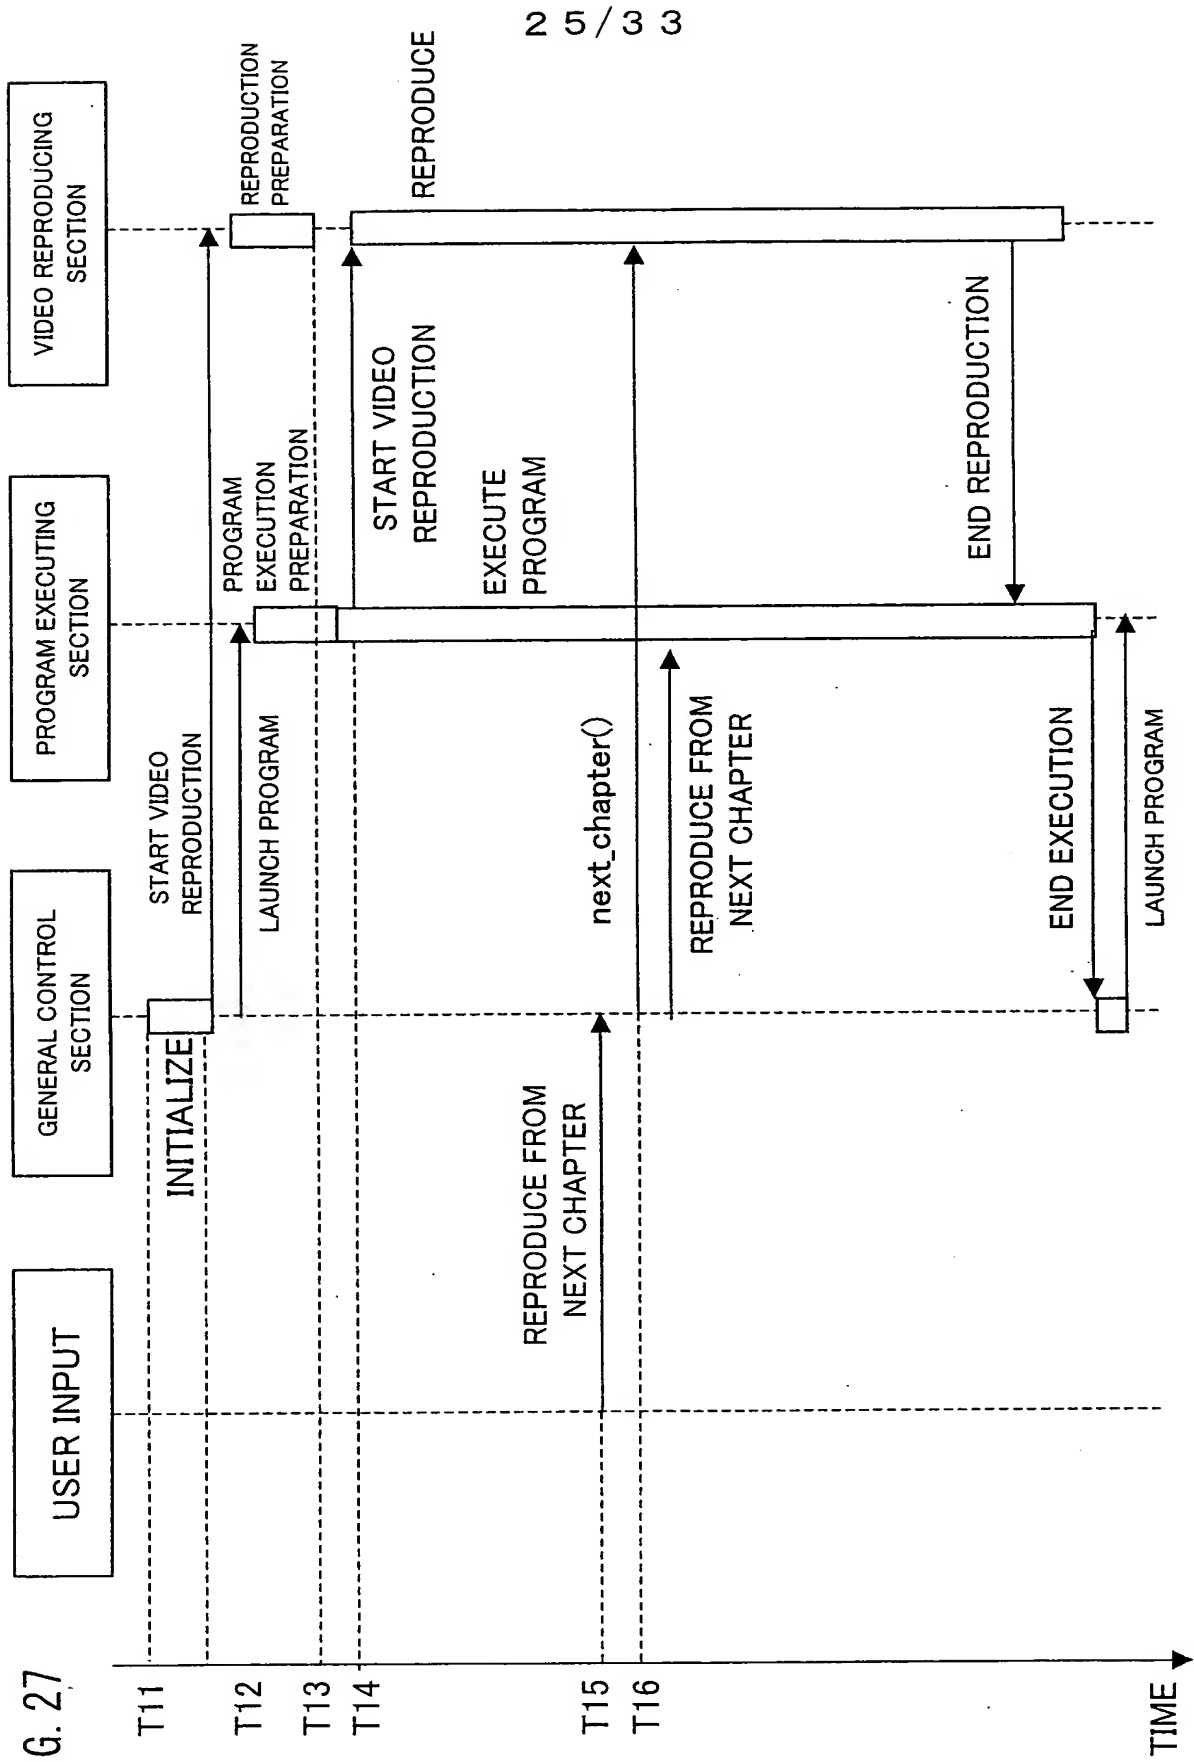 25/33
G. 27
USER INPUT
GENERAL CONTROL
SECTION
PROGRAM EXECUTING
SECTION
VIDEO REPRODUCING
SECTION
T11
INITIALIZE
START VIDEO
REPRODUCTION
T12
LAUNCH PROGRAM
PROGRAM
EXECUTION
PREPARATION
REPRODUCTION
PREPARATION
T13
T14
START VIDEO
REPRODUCTION
REPRODUCE
EXECUTE
PROGRAM
T15
REPRODUCE FROM
NEXT CHAPTER
T16
next_chapter()
REPRODUCE FROM
NEXT CHAPTER
END REPRODUCTION
END EXECUTION
LAUNCH PROGRAM
TIME